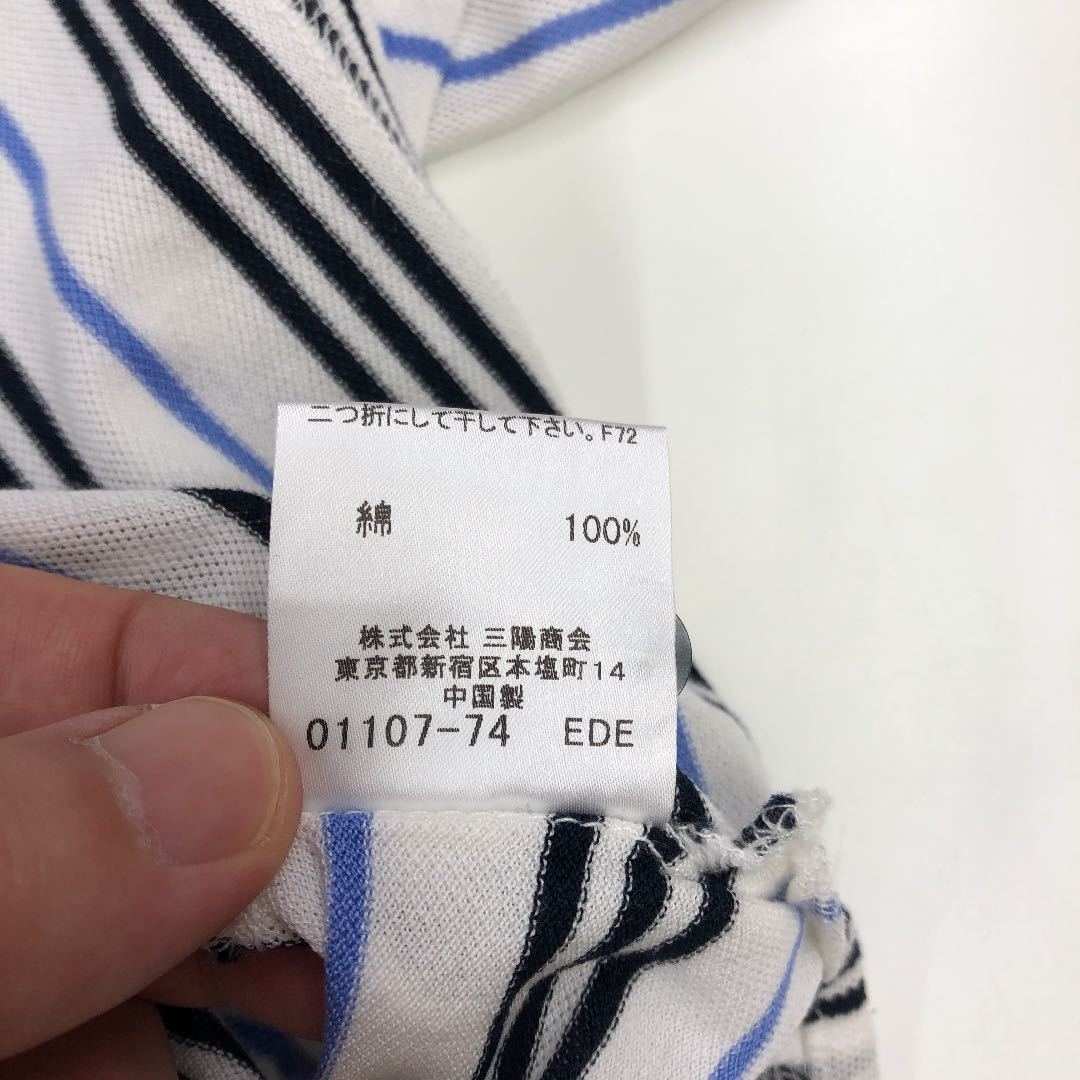 二つ折にして干して下さい。F72
綿 100%
株式会社 三陽商会
東京都新宿区本塩町14
中国製
01107-74 EDE